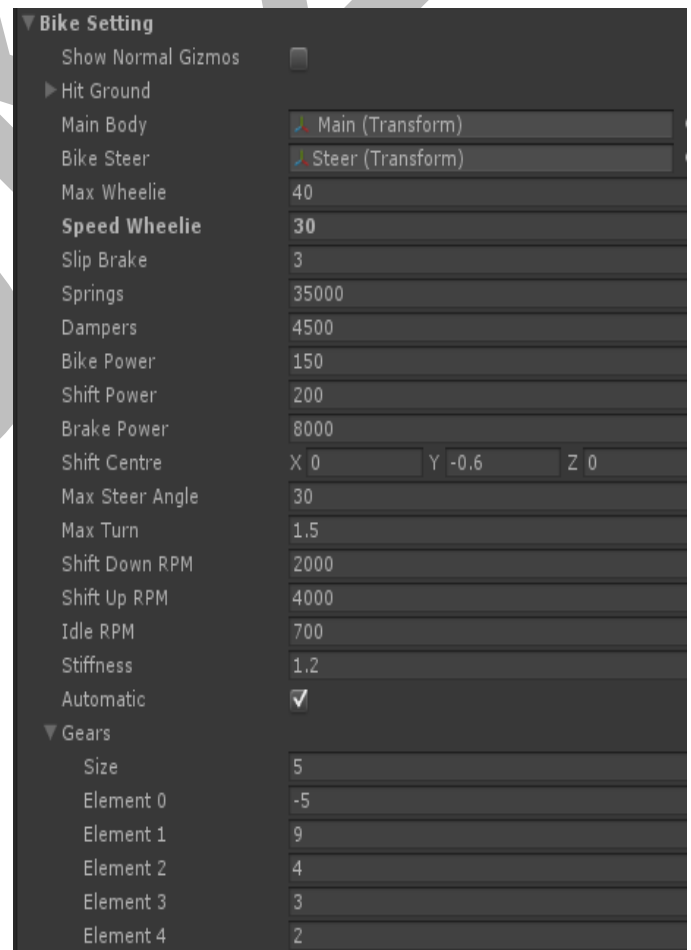 Bike Setting
Show Normal Gizmos
Hit Ground
Main Body Main (Transform)
Bike Steer Steer (Transform)
Max Wheelie 40
Speed Wheelie 30
Slip Brake 3
Springs 35000
Dampers 4500
Bike Power 150
Shift Power 200
Brake Power 8000
Shift Centre X 0 Y -0.6 Z 0
Max Steer Angle 30
Max Turn 1.5
Shift Down RPM 2000
Shift Up RPM 4000
Idle RPM 700
Stiffness 1.2
Automatic
Gears
Size 5
Element 0 -5
Element 1 9
Element 2 4
Element 3 3
Element 4 2